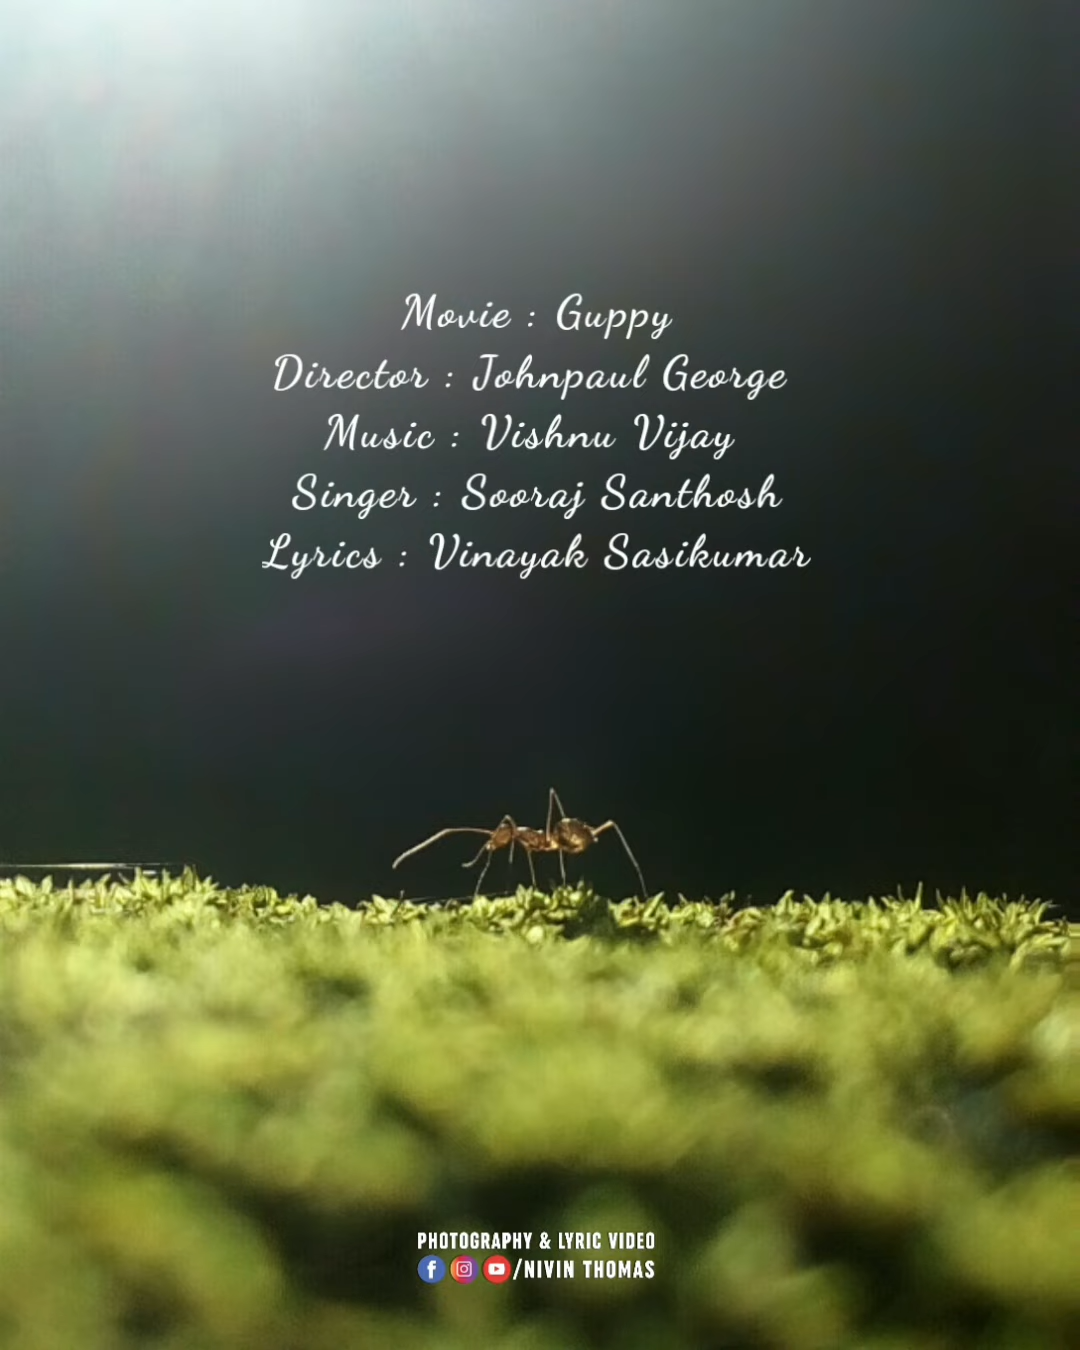 Movie : Guppy
Director : Johnpaul George
Music : Vishnu Vijay
Singer : Sooraj Santhosh
Lyrics : Vinayak Sasikumar
PHOTOGRAPHY & LYRIC VIDEO
/NIVIN THOMAS